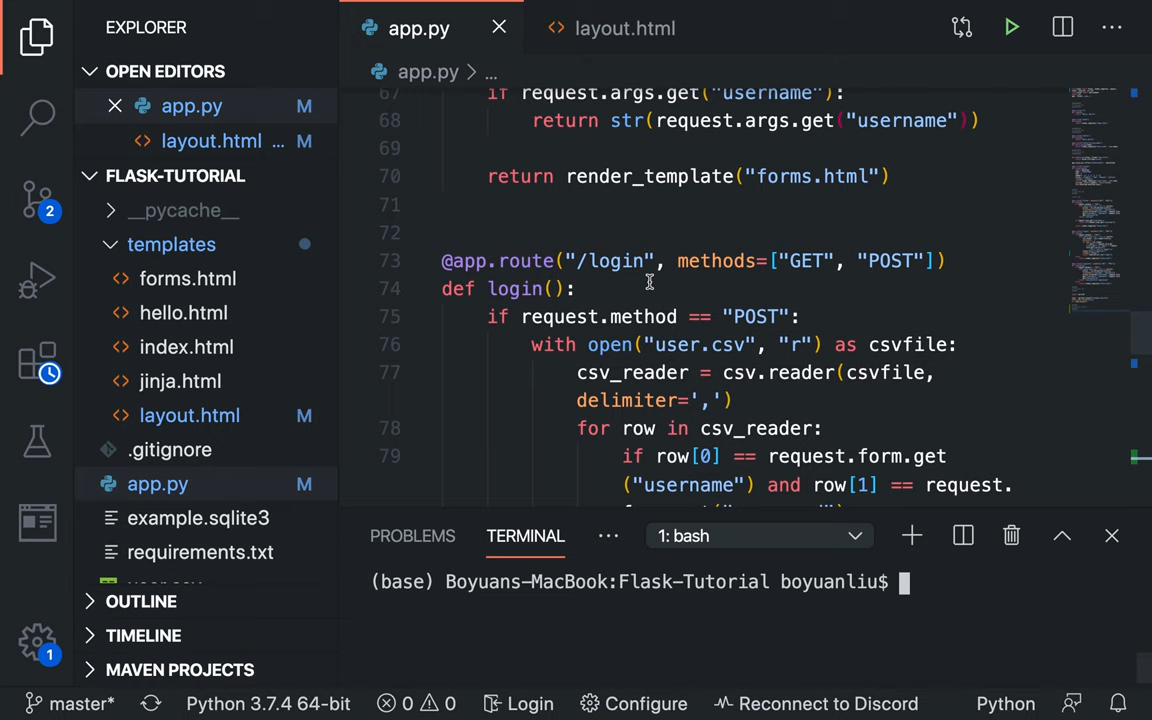 EXPLORER
OPEN EDITORS
app.py M
layout.html ... M
FLASK-TUTORIAL
__pycache__
templates
forms.html
hello.html
index.html
jinja.html
layout.html M
.gitignore
app.py M
example.sqlite3
requirements.txt
OUTLINE
TIMELINE
MAVEN PROJECTS
2
1
app.py
layout.html
app.py > ...
67 if request.args.get("username"):
68 return str(request.args.get("username"))
69
70 return render_template("forms.html")
71
72
73 @app.route("/login", methods=["GET", "POST"])
74 def login():
75 if request.method == "POST":
76 with open("user.csv", "r") as csvfile:
77 csv_reader = csv.reader(csvfile,
delimiter=',')
78 for row in csv_reader:
79 if row[0] == request.form.get
("username") and row[1] == request.
PROBLEMS TERMINAL ... 1: bash
(base) Boyuans-MacBook:Flask-Tutorial boyuanliu$
master* Python 3.7.4 64-bit 0 0 Login Configure Reconnect to Discord Python